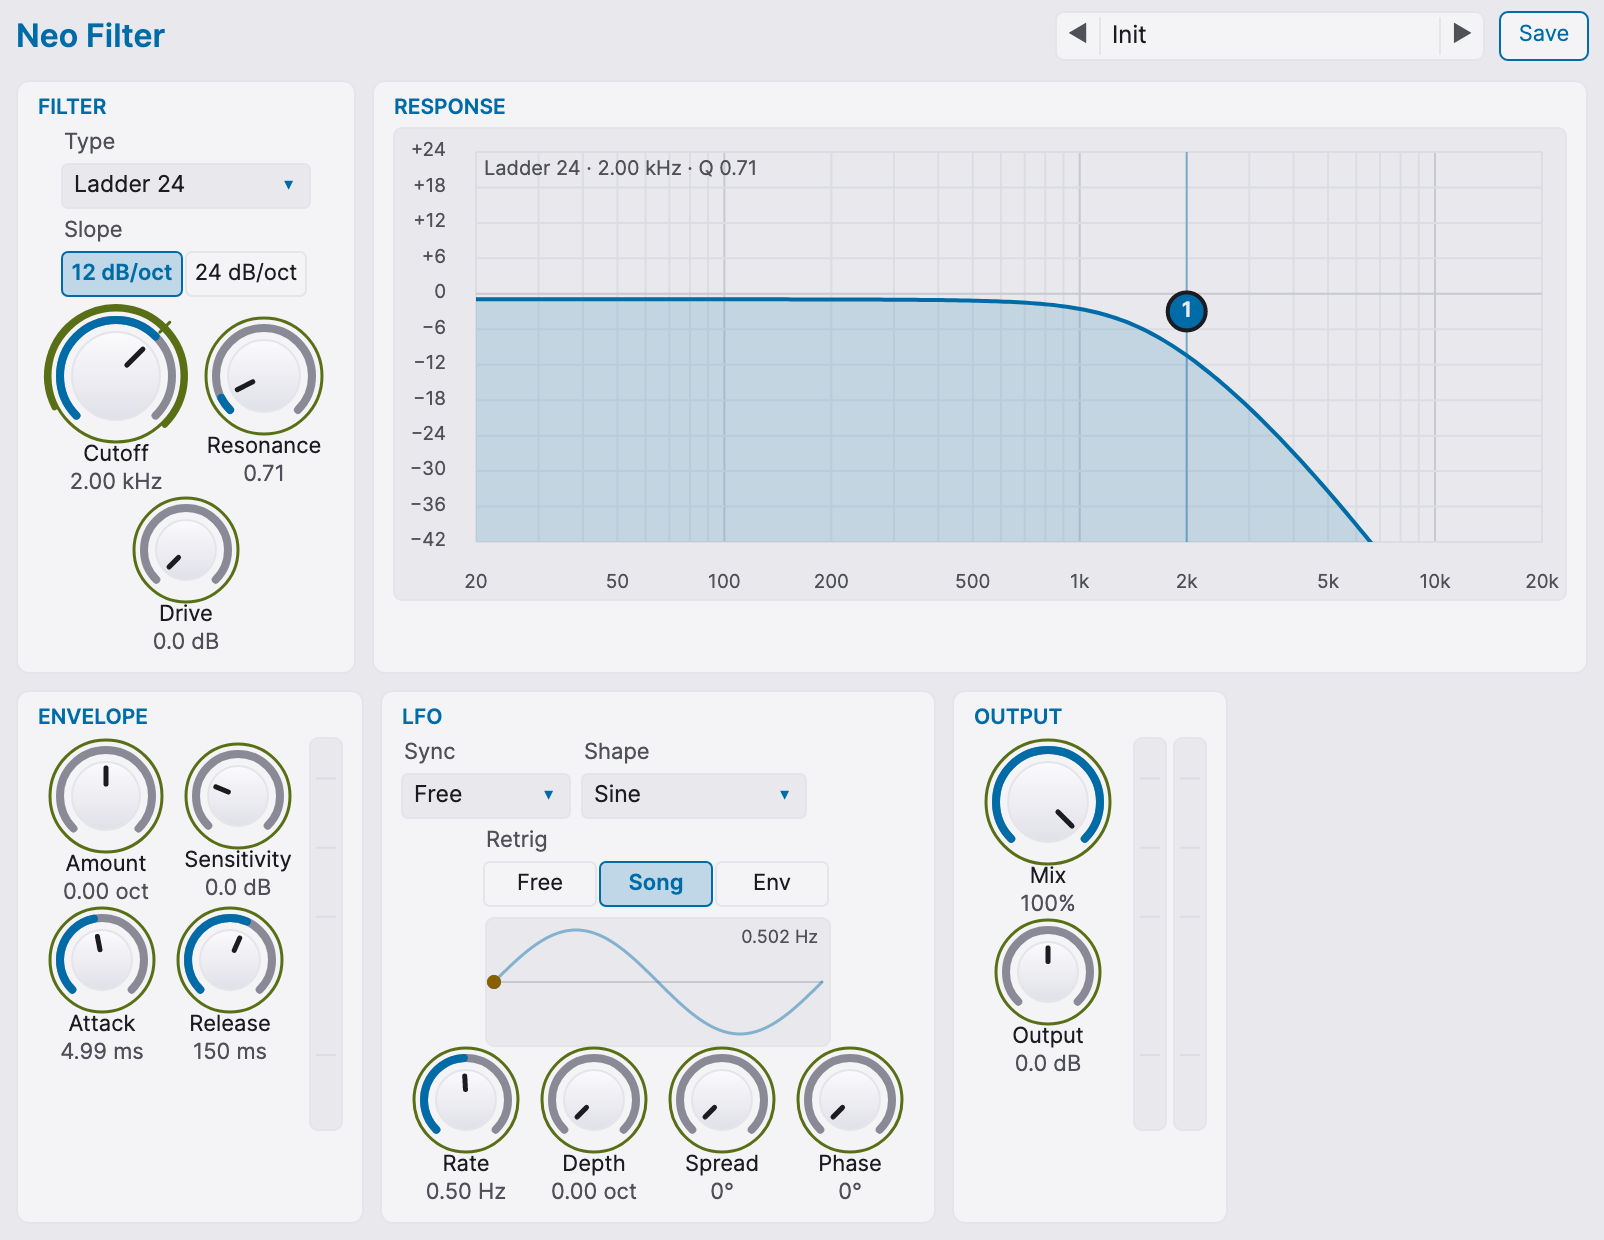 Neo Filter
Init
Save
FILTER
Type
Ladder 24
Slope
12 dB/oct 24 dB/oct
Cutoff
2.00 kHz
Resonance
0.71
Drive
0.0 dB
RESPONSE
Ladder 24 · 2.00 kHz · Q 0.71
+24
+18
+12
+6
0
−6
−12
−18
−24
−30
−36
−42
1
20 50 100 200 500 1k 2k 5k 10k 20k
ENVELOPE
Amount
0.00 oct
Sensitivity
0.0 dB
Attack
4.99 ms
Release
150 ms
LFO
Sync
Free
Shape
Sine
Retrig
Free Song Env
0.502 Hz
Rate
0.50 Hz
Depth
0.00 oct
Spread
0°
Phase
0°
OUTPUT
Mix
100%
Output
0.0 dB